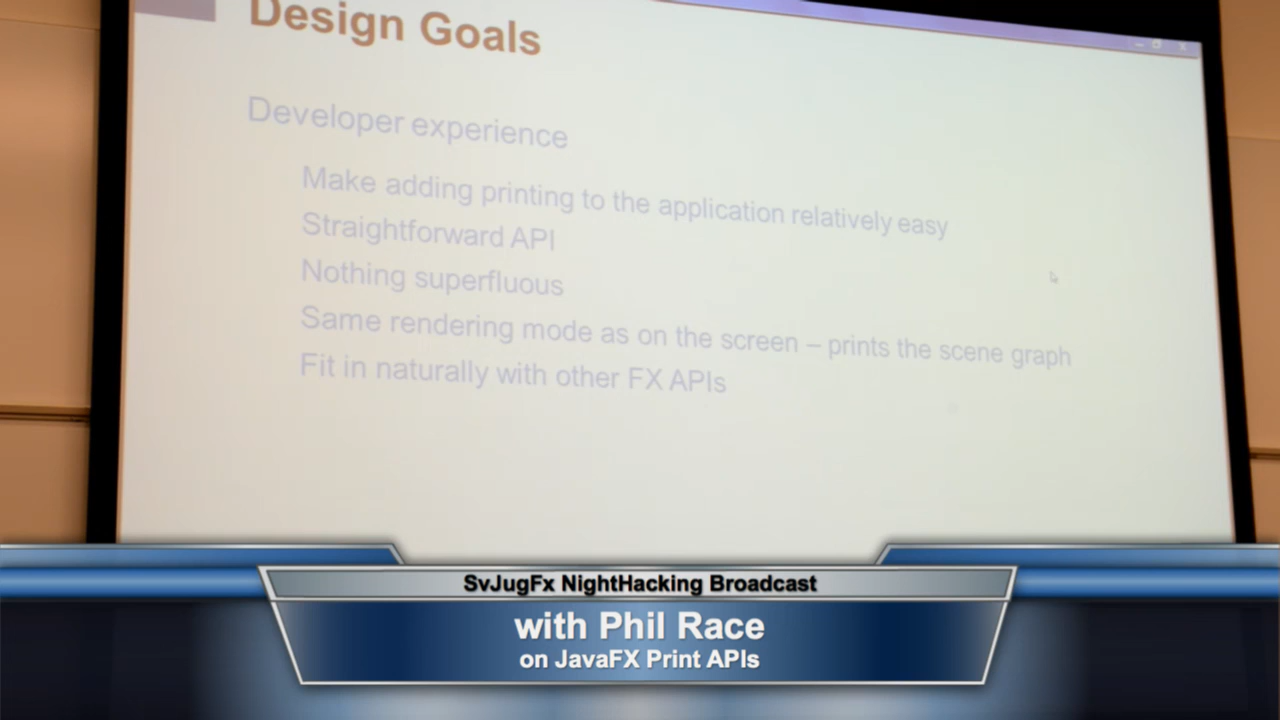 Design Goals
Developer experience
Make adding printing to the application relatively easy
Straightforward API
Nothing superfluous
Same rendering mode as on the screen – prints the scene graph
Fit in naturally with other FX APIs
SvJugFx NightHacking Broadcast
with Phil Race
on JavaFX Print APIs